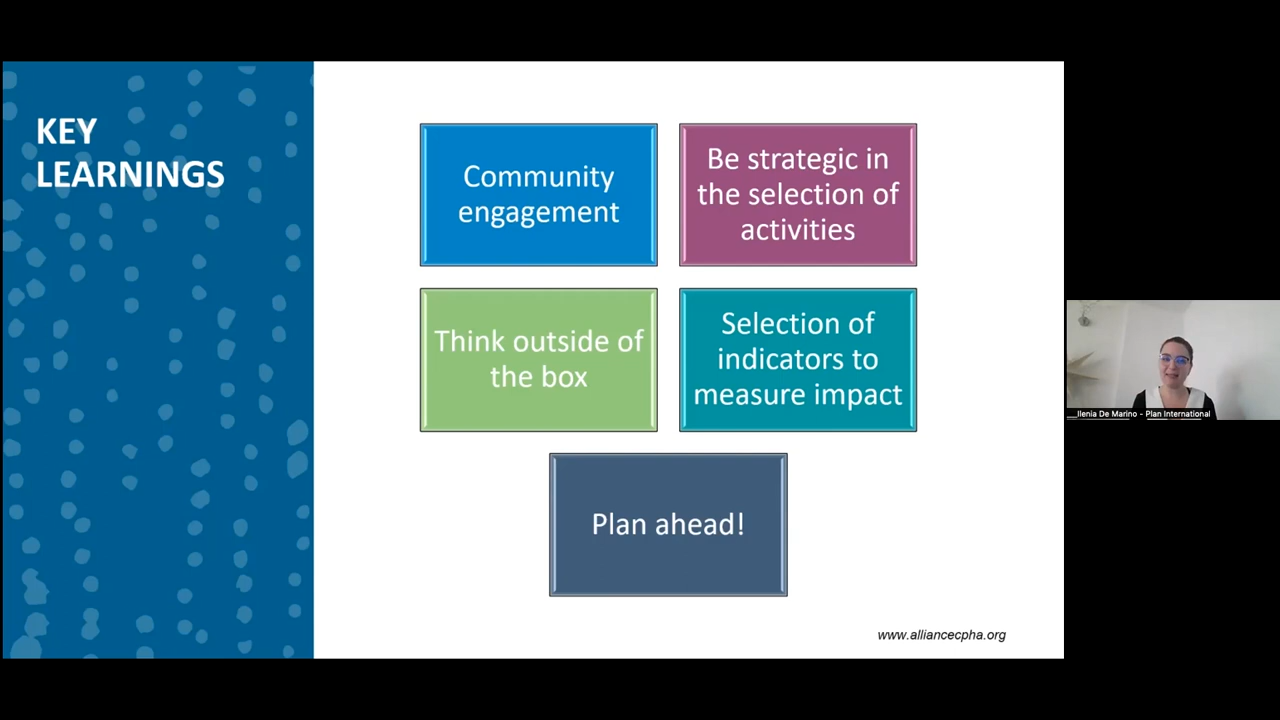 KEY
LEARNINGS
Community
engagement
Be strategic in
the selection of
activities
Think outside of
the box
Selection of
indicators to
measure impact
Plan ahead!
www.alliancecpha.org
Ilenia De Marino - Plan International